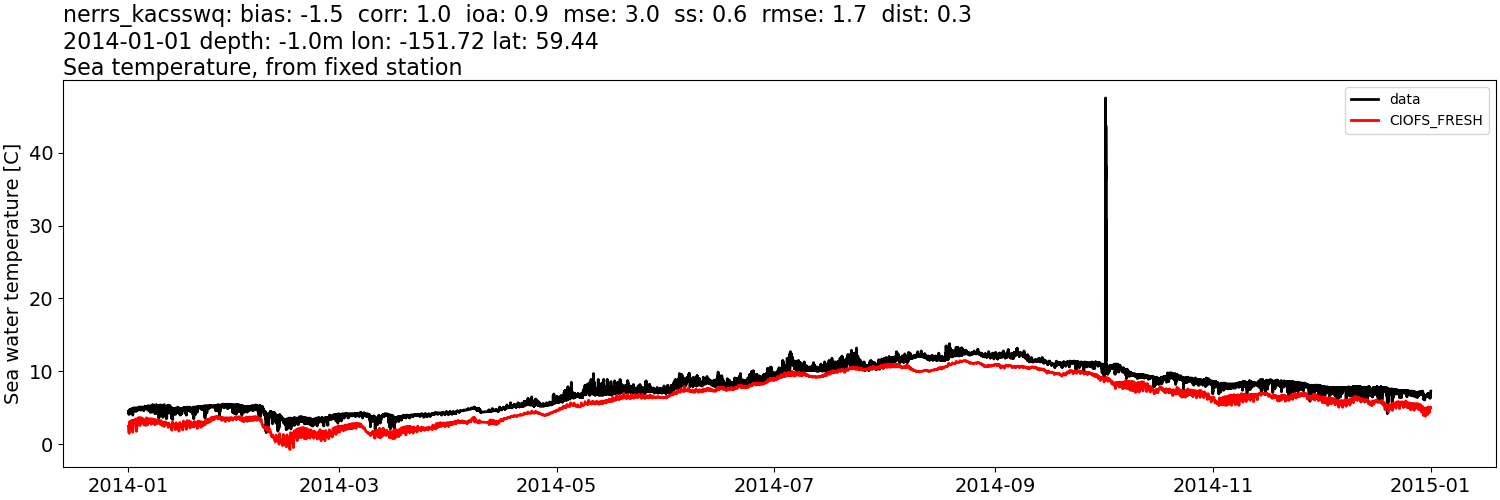 nerrs_kacsswq: bias: -1.5  corr: 1.0  ioa: 0.9  mse: 3.0  ss: 0.6  rmse: 1.7  dist: 0.3
2014-01-01 depth: -1.0m lon: -151.72 lat: 59.44
Sea temperature, from fixed station
data
CIOFS_FRESH
Sea water temperature [C]
40
30
20
10
0
2014-01
2014-03
2014-05
2014-07
2014-09
2014-11
2015-01